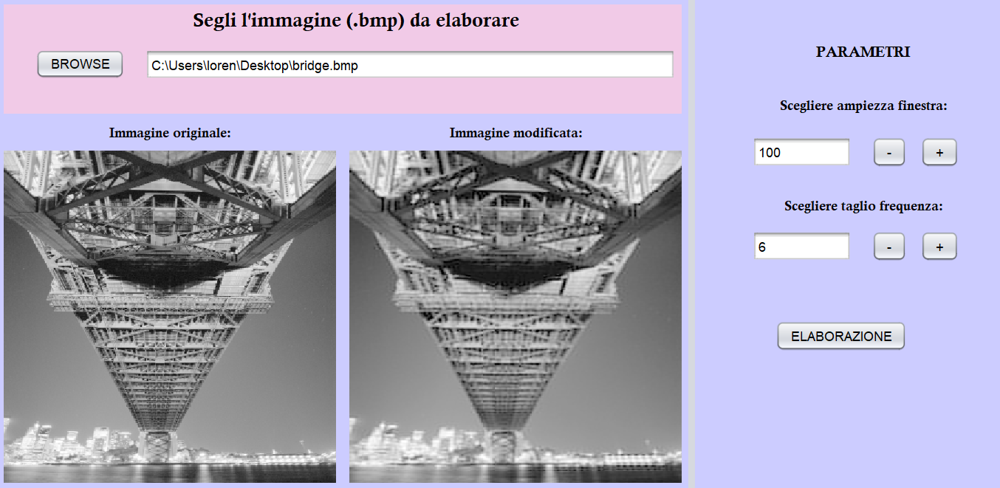 Segli l'immagine (.bmp) da elaborare
BROWSE
C:\Users\loren\Desktop\bridge.bmp
Immagine originale:
Immagine modificata:
PARAMETRI
Scegliere ampiezza finestra:
100
-
+
Scegliere taglio frequenza:
6
-
+
ELABORAZIONE